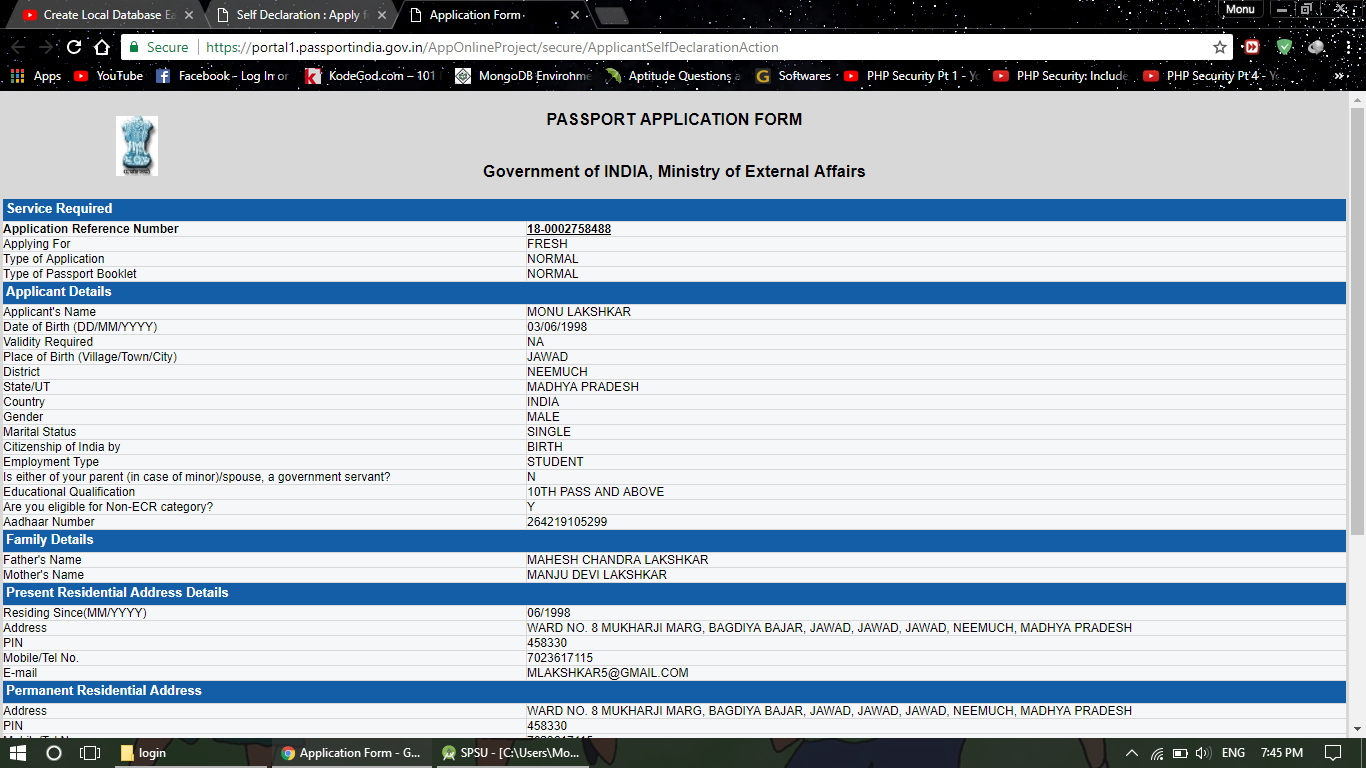 Create Local Database Ea
Self Declaration : Apply f
Application Form
Monu
Secure
https://portal1.passportindia.gov.in/AppOnlineProject/secure/ApplicantSelfDeclarationAction
Apps
YouTube
Facebook - Log In or
KodeGod.com – 101
MongoDB Environme
Aptitude Questions a
Softwares
PHP Security Pt 1 - Yo
PHP Security: Include
PHP Security Pt 4 - Yo
PASSPORT APPLICATION FORM
Government of INDIA, Ministry of External Affairs
Service Required
Application Reference Number 18-0002758488
Applying For FRESH
Type of Application NORMAL
Type of Passport Booklet NORMAL
Applicant Details
Applicant's Name MONU LAKSHKAR
Date of Birth (DD/MM/YYYY) 03/06/1998
Validity Required NA
Place of Birth (Village/Town/City) JAWAD
District NEEMUCH
State/UT MADHYA PRADESH
Country INDIA
Gender MALE
Marital Status SINGLE
Citizenship of India by BIRTH
Employment Type STUDENT
Is either of your parent (in case of minor)/spouse, a government servant? N
Educational Qualification 10TH PASS AND ABOVE
Are you eligible for Non-ECR category? Y
Aadhaar Number 264219105299
Family Details
Father's Name MAHESH CHANDRA LAKSHKAR
Mother's Name MANJU DEVI LAKSHKAR
Present Residential Address Details
Residing Since(MM/YYYY) 06/1998
Address WARD NO. 8 MUKHARJI MARG, BAGDIYA BAJAR, JAWAD, JAWAD, JAWAD, NEEMUCH, MADHYA PRADESH
PIN 458330
Mobile/Tel No. 7023617115
E-mail MLAKSHKAR5@GMAIL.COM
Permanent Residential Address
Address WARD NO. 8 MUKHARJI MARG, BAGDIYA BAJAR, JAWAD, JAWAD, JAWAD, NEEMUCH, MADHYA PRADESH
PIN 458330
login
Application Form - G...
SPSU - [C:\Users\Mo...
ENG
7:45 PM